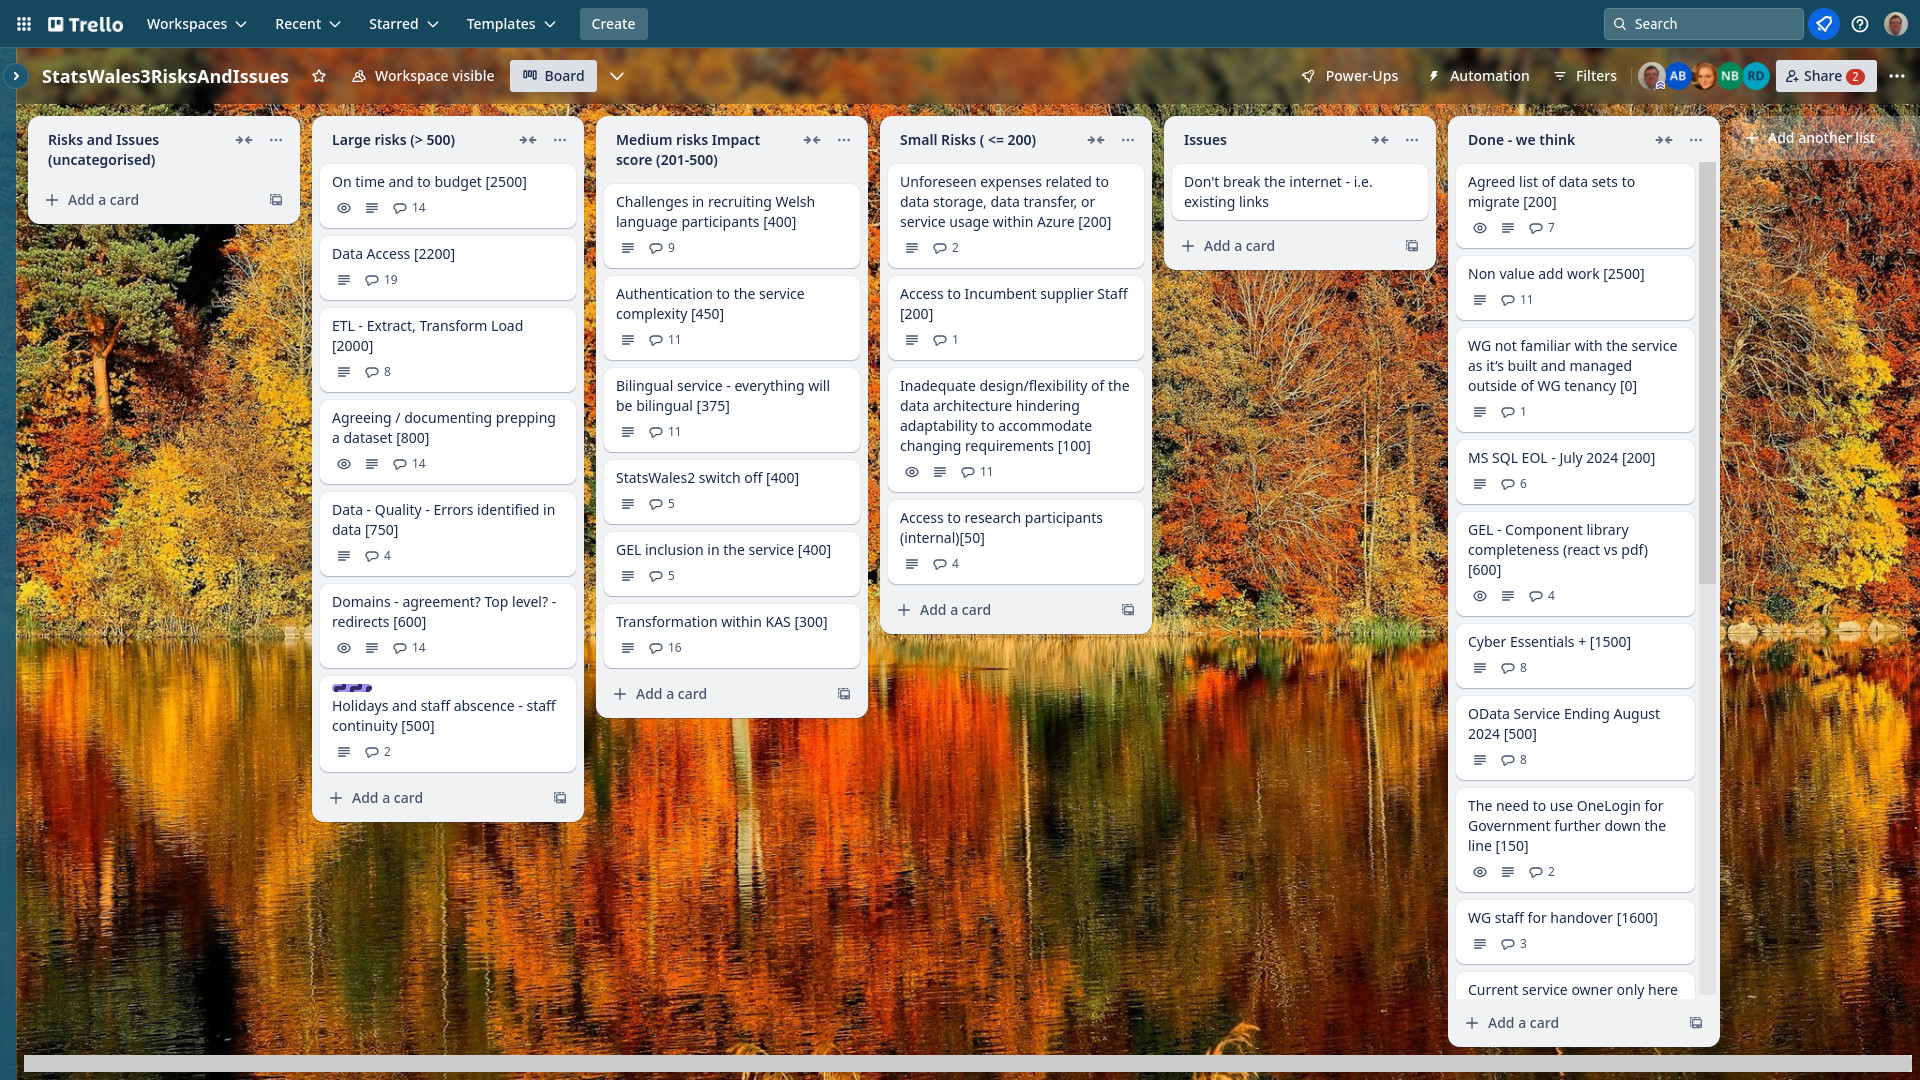 Trello
Workspaces
Recent
Starred
Templates
Create
Search
StatsWales3RisksAndIssues
Workspace visible
Board
Power-Ups
Automation
Filters
AB
NB
RD
Share 2
Risks and Issues
(uncategorised)
Add a card
Large risks (> 500)
On time and to budget [2500]
14
Data Access [2200]
19
ETL - Extract, Transform Load
[2000]
8
Agreeing / documenting prepping
a dataset [800]
14
Data - Quality - Errors identified in
data [750]
4
Domains - agreement? Top level? -
redirects [600]
14
Holidays and staff abscence - staff
continuity [500]
2
Add a card
Medium risks Impact
score (201-500)
Challenges in recruiting Welsh
language participants [400]
9
Authentication to the service
complexity [450]
11
Bilingual service - everything will
be bilingual [375]
11
StatsWales2 switch off [400]
5
GEL inclusion in the service [400]
5
Transformation within KAS [300]
16
Add a card
Small Risks ( <= 200)
Unforeseen expenses related to
data storage, data transfer, or
service usage within Azure [200]
2
Access to Incumbent supplier Staff
[200]
1
Inadequate design/flexibility of the
data architecture hindering
adaptability to accommodate
changing requirements [100]
11
Access to research participants
(internal)[50]
4
Add a card
Issues
Don't break the internet - i.e.
existing links
Add a card
Done - we think
Agreed list of data sets to
migrate [200]
7
Non value add work [2500]
11
WG not familiar with the service
as it’s built and managed
outside of WG tenancy [0]
1
MS SQL EOL - July 2024 [200]
6
GEL - Component library
completeness (react vs pdf)
[600]
4
Cyber Essentials + [1500]
8
OData Service Ending August
2024 [500]
8
The need to use OneLogin for
Government further down the
line [150]
2
WG staff for handover [1600]
3
Current service owner only here
Add a card
Add another list